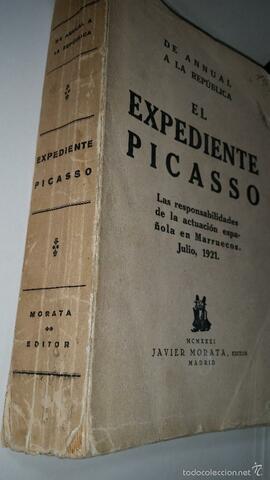 DE ANNUAL A
LA REPÚBLICA
EXPEDIENTE
PICASSO
MORATA
EDITOR
DE ANNUAL
A LA REPÚBLICA
EL
EXPEDIENTE
PICASSO
Las responsabilidades
de la actuación espa-
ñola en Marruecos.
Julio, 1921.
MCMXXXI
JAVIER MORATA, EDITOR
MADRID
todocoleccion.net